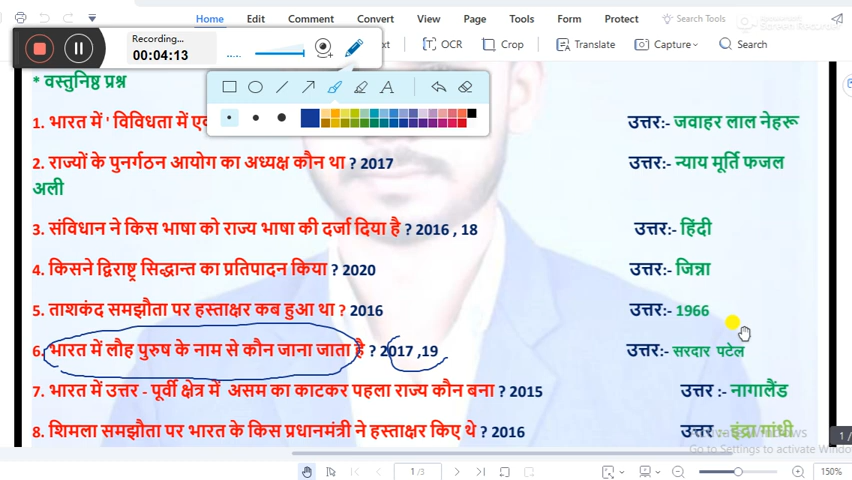 Home Edit Comment Convert View Page Tools Form Protect Search Tools
Recording...
00:04:13
OCR Crop Translate Capture Search
* वस्तुनिष्ठ प्रश्न
1. भारत में ' विविधता में उत्तर:- जवाहर लाल नेहरू
2. राज्यों के पुनर्गठन आयोग का अध्यक्ष कौन था ? 2017 उत्तर:- न्याय मूर्ति फजल
अली
3. संविधान ने किस भाषा को राज्य भाषा की दर्जा दिया है ? 2016 , 18 उत्तर:- हिंदी
4. किसने द्विराष्ट्र सिद्धान्त का प्रतिपादन किया ? 2020 उत्तर:- जिन्ना
5. ताशकंद समझौता पर हस्ताक्षर कब हुआ था ? 2016 उत्तर:- 1966
6. भारत में लौह पुरुष के नाम से कौन जाना जाता है ? 2017 ,19 उत्तर:- सरदार पटेल
7. भारत में उत्तर - पूर्वी क्षेत्र में असम का काटकर पहला राज्य कौन बना ? 2015 उत्तर :- नागालैंड
8. शिमला समझौता पर भारत के किस प्रधानमंत्री ने हस्ताक्षर किए थे ? 2016 उत्तर :- इंद्रा गांधी
Go to Settings to activate Windo
1 / 3 150%